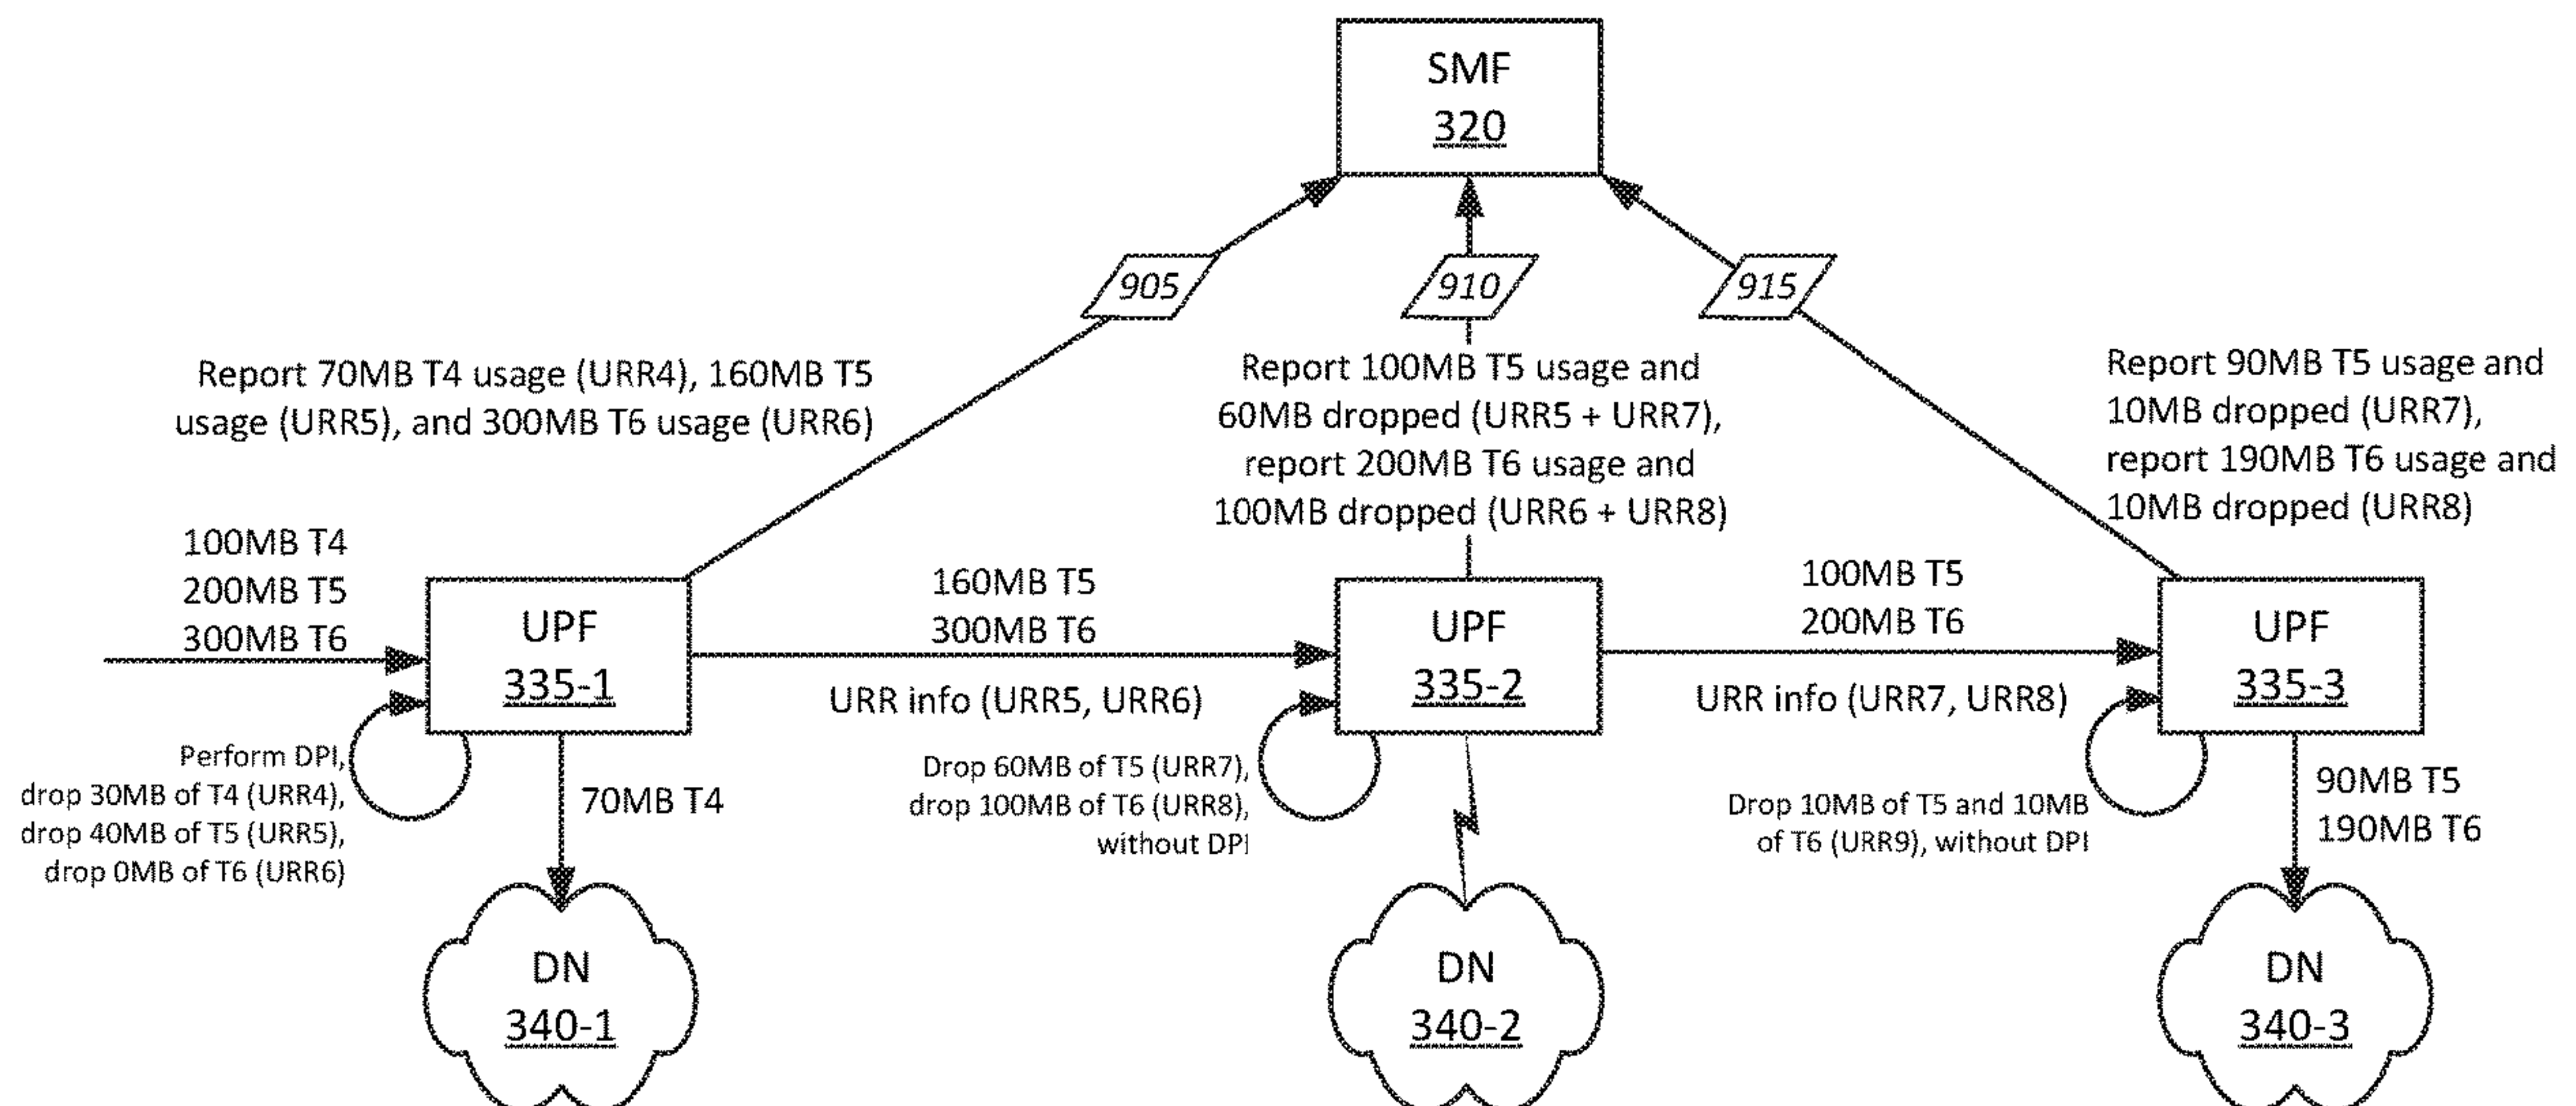 SMF
320
905
910
915
Report 70MB T4 usage (URR4), 160MB T5
usage (URR5), and 300MB T6 usage (URR6)
Report 100MB T5 usage and
60MB dropped (URR5 + URR7),
report 200MB T6 usage and
100MB dropped (URR6 + URR8)
Report 90MB T5 usage and
10MB dropped (URR7),
report 190MB T6 usage and
10MB dropped (URR8)
100MB T4
200MB T5
300MB T6
UPF
335-1
160MB T5
300MB T6
URR info (URR5, URR6)
UPF
335-2
100MB T5
200MB T6
URR info (URR7, URR8)
UPF
335-3
Perform DPI,
drop 30MB of T4 (URR4),
drop 40MB of T5 (URR5),
drop 0MB of T6 (URR6)
70MB T4
Drop 60MB of T5 (URR7),
drop 100MB of T6 (URR8),
without DPI
Drop 10MB of T5 and 10MB
of T6 (URR9), without DPI
90MB T5
190MB T6
DN
340-1
DN
340-2
DN
340-3